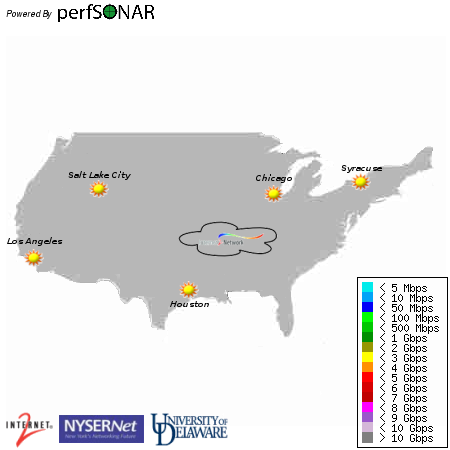 Powered By perfSONAR
Salt Lake City
Chicago
Syracuse
Los Angeles
Network
Houston
< 5 Mbps
< 10 Mbps
< 50 Mbps
< 100 Mbps
< 500 Mbps
< 1 Gbps
< 2 Gbps
< 3 Gbps
< 4 Gbps
< 5 Gbps
< 6 Gbps
< 7 Gbps
< 8 Gbps
< 9 Gbps
< 10 Gbps
> 10 Gbps
INTERNET2®
NYSERNet
New York's Networking Future
UNIVERSITY OF
DELAWARE